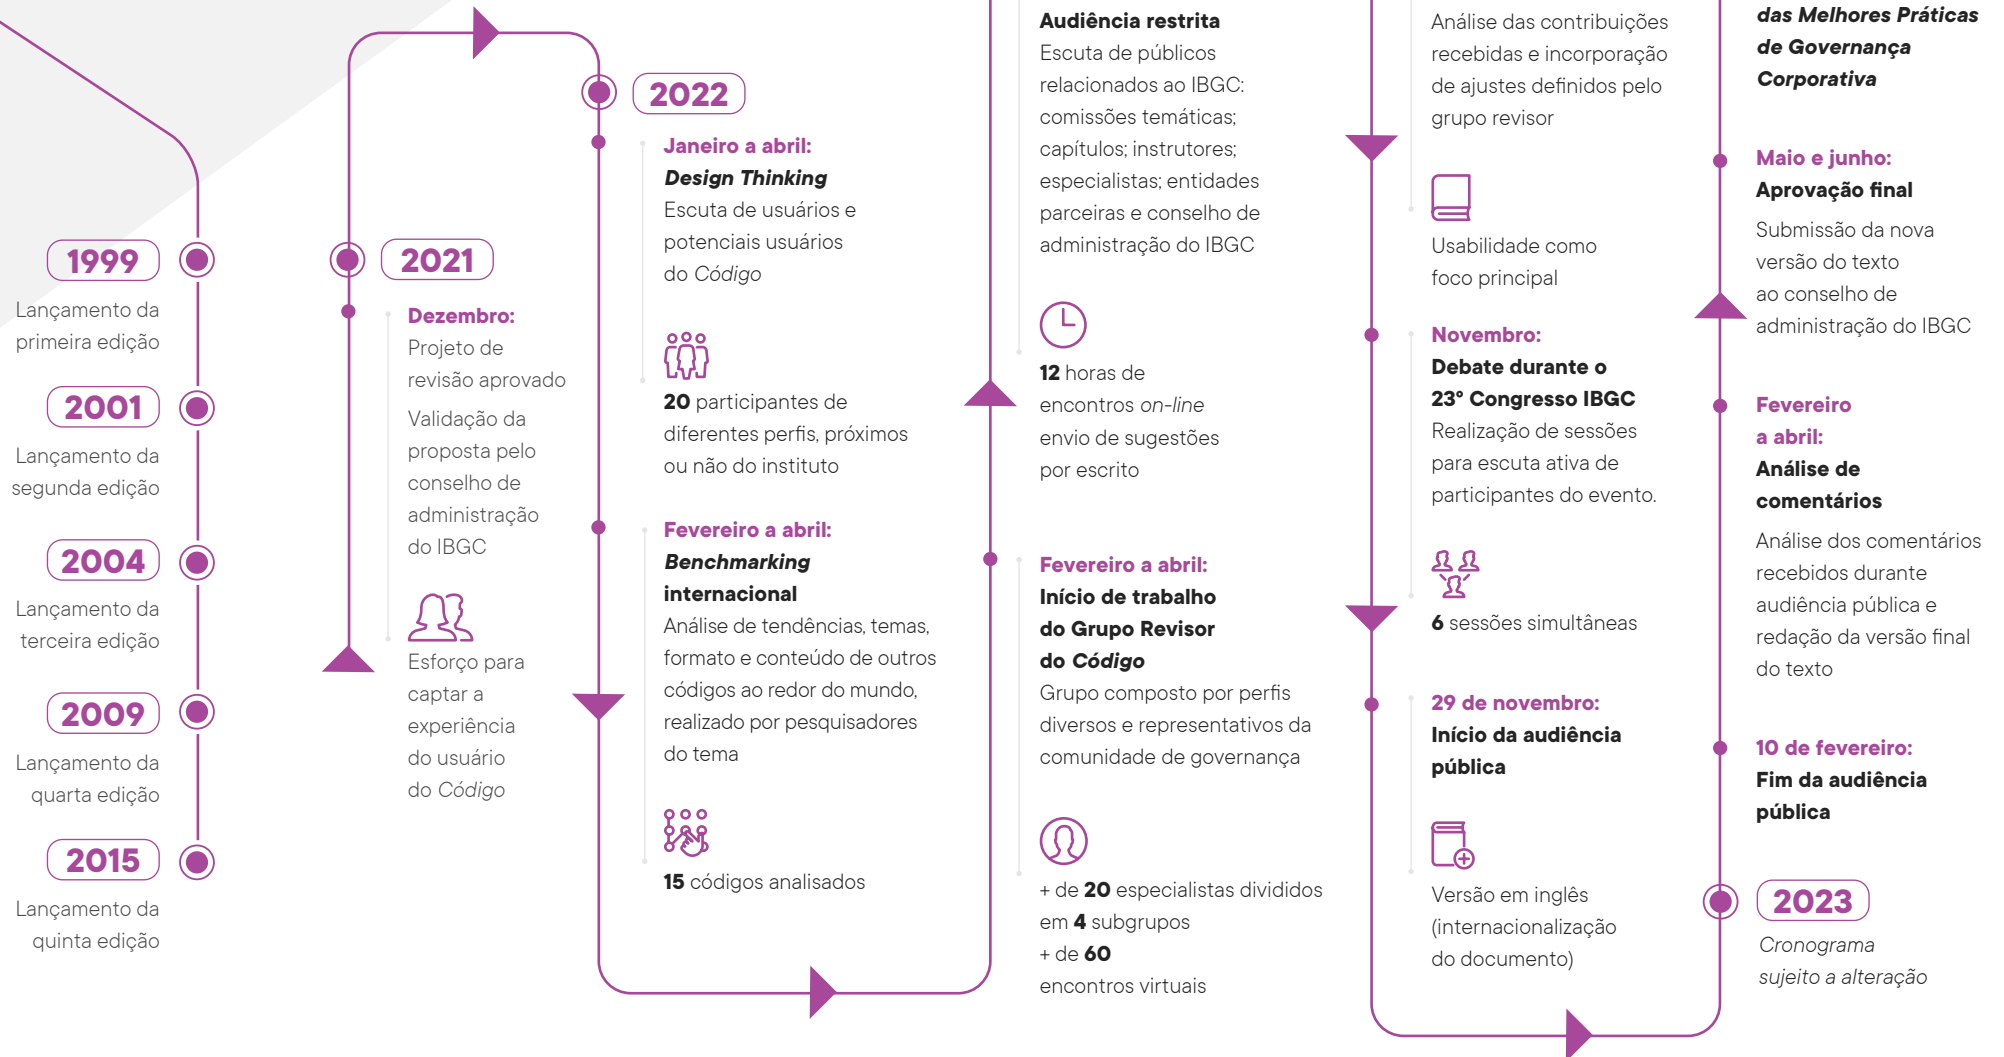 1999
Lançamento da
primeira edição
2001
Lançamento da
segunda edição
2004
Lançamento da
terceira edição
2009
Lançamento da
quarta edição
2015
Lançamento da
quinta edição
2021
Dezembro:
Projeto de
revisão aprovado
Validação da
proposta pelo
conselho de
administração
do IBGC
Esforço para
captar a
experiência
do usuário
do Código
2022
Janeiro a abril:
Design Thinking
Escuta de usuários e
potenciais usuários
do Código
20 participantes de
diferentes perfis, próximos
ou não do instituto
Fevereiro a abril:
Benchmarking
internacional
Análise de tendências, temas,
formato e conteúdo de outros
códigos ao redor do mundo,
realizado por pesquisadores
do tema
15 códigos analisados
Audiência restrita
Escuta de públicos
relacionados ao IBGC:
comissões temáticas;
capítulos; instrutores;
especialistas; entidades
parceiras e conselho de
administração do IBGC
12 horas de
encontros on-line
envio de sugestões
por escrito
Fevereiro a abril:
Início de trabalho
do Grupo Revisor
do Código
Grupo composto por perfis
diversos e representativos da
comunidade de governança
+ de 20 especialistas divididos
em 4 subgrupos
+ de 60
encontros virtuais
Análise das contribuições
recebidas e incorporação
de ajustes definidos pelo
grupo revisor
Usabilidade como
foco principal
Novembro:
Debate durante o
23º Congresso IBGC
Realização de sessões
para escuta ativa de
participantes do evento.
6 sessões simultâneas
29 de novembro:
Início da audiência
pública
Versão em inglês
(internacionalização
do documento)
das Melhores Práticas
de Governança
Corporativa
Maio e junho:
Aprovação final
Submissão da nova
versão do texto
ao conselho de
administração do IBGC
Fevereiro
a abril:
Análise de
comentários
Análise dos comentários
recebidos durante
audiência pública e
redação da versão final
do texto
10 de fevereiro:
Fim da audiência
pública
2023
Cronograma
sujeito a alteração